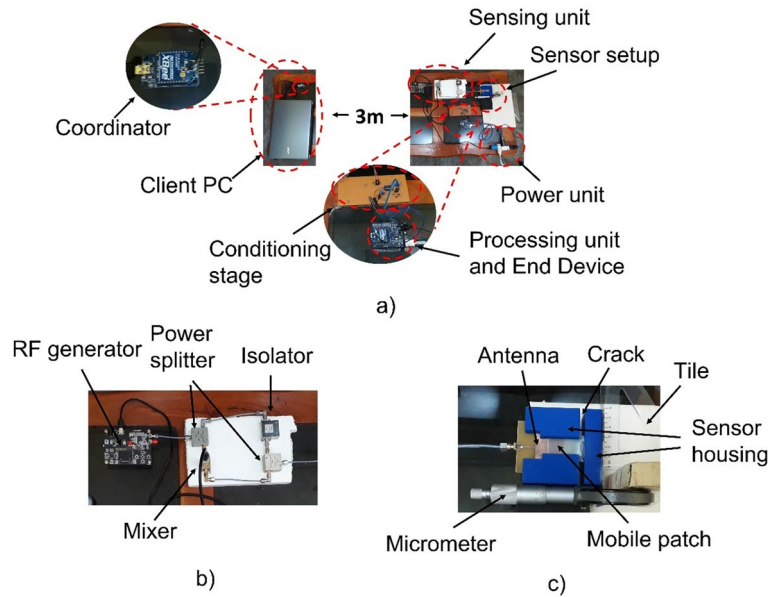 Sensing unit
Sensor setup
XBee
Coordinator
3m
Client PC
Power unit
Conditioning
stage
Processing unit
and End Device
a)
Power
splitter
RF generator
Isolator
Mixer
b)
Antenna
Crack
Tile
Sensor
housing
Micrometer
Mobile patch
c)